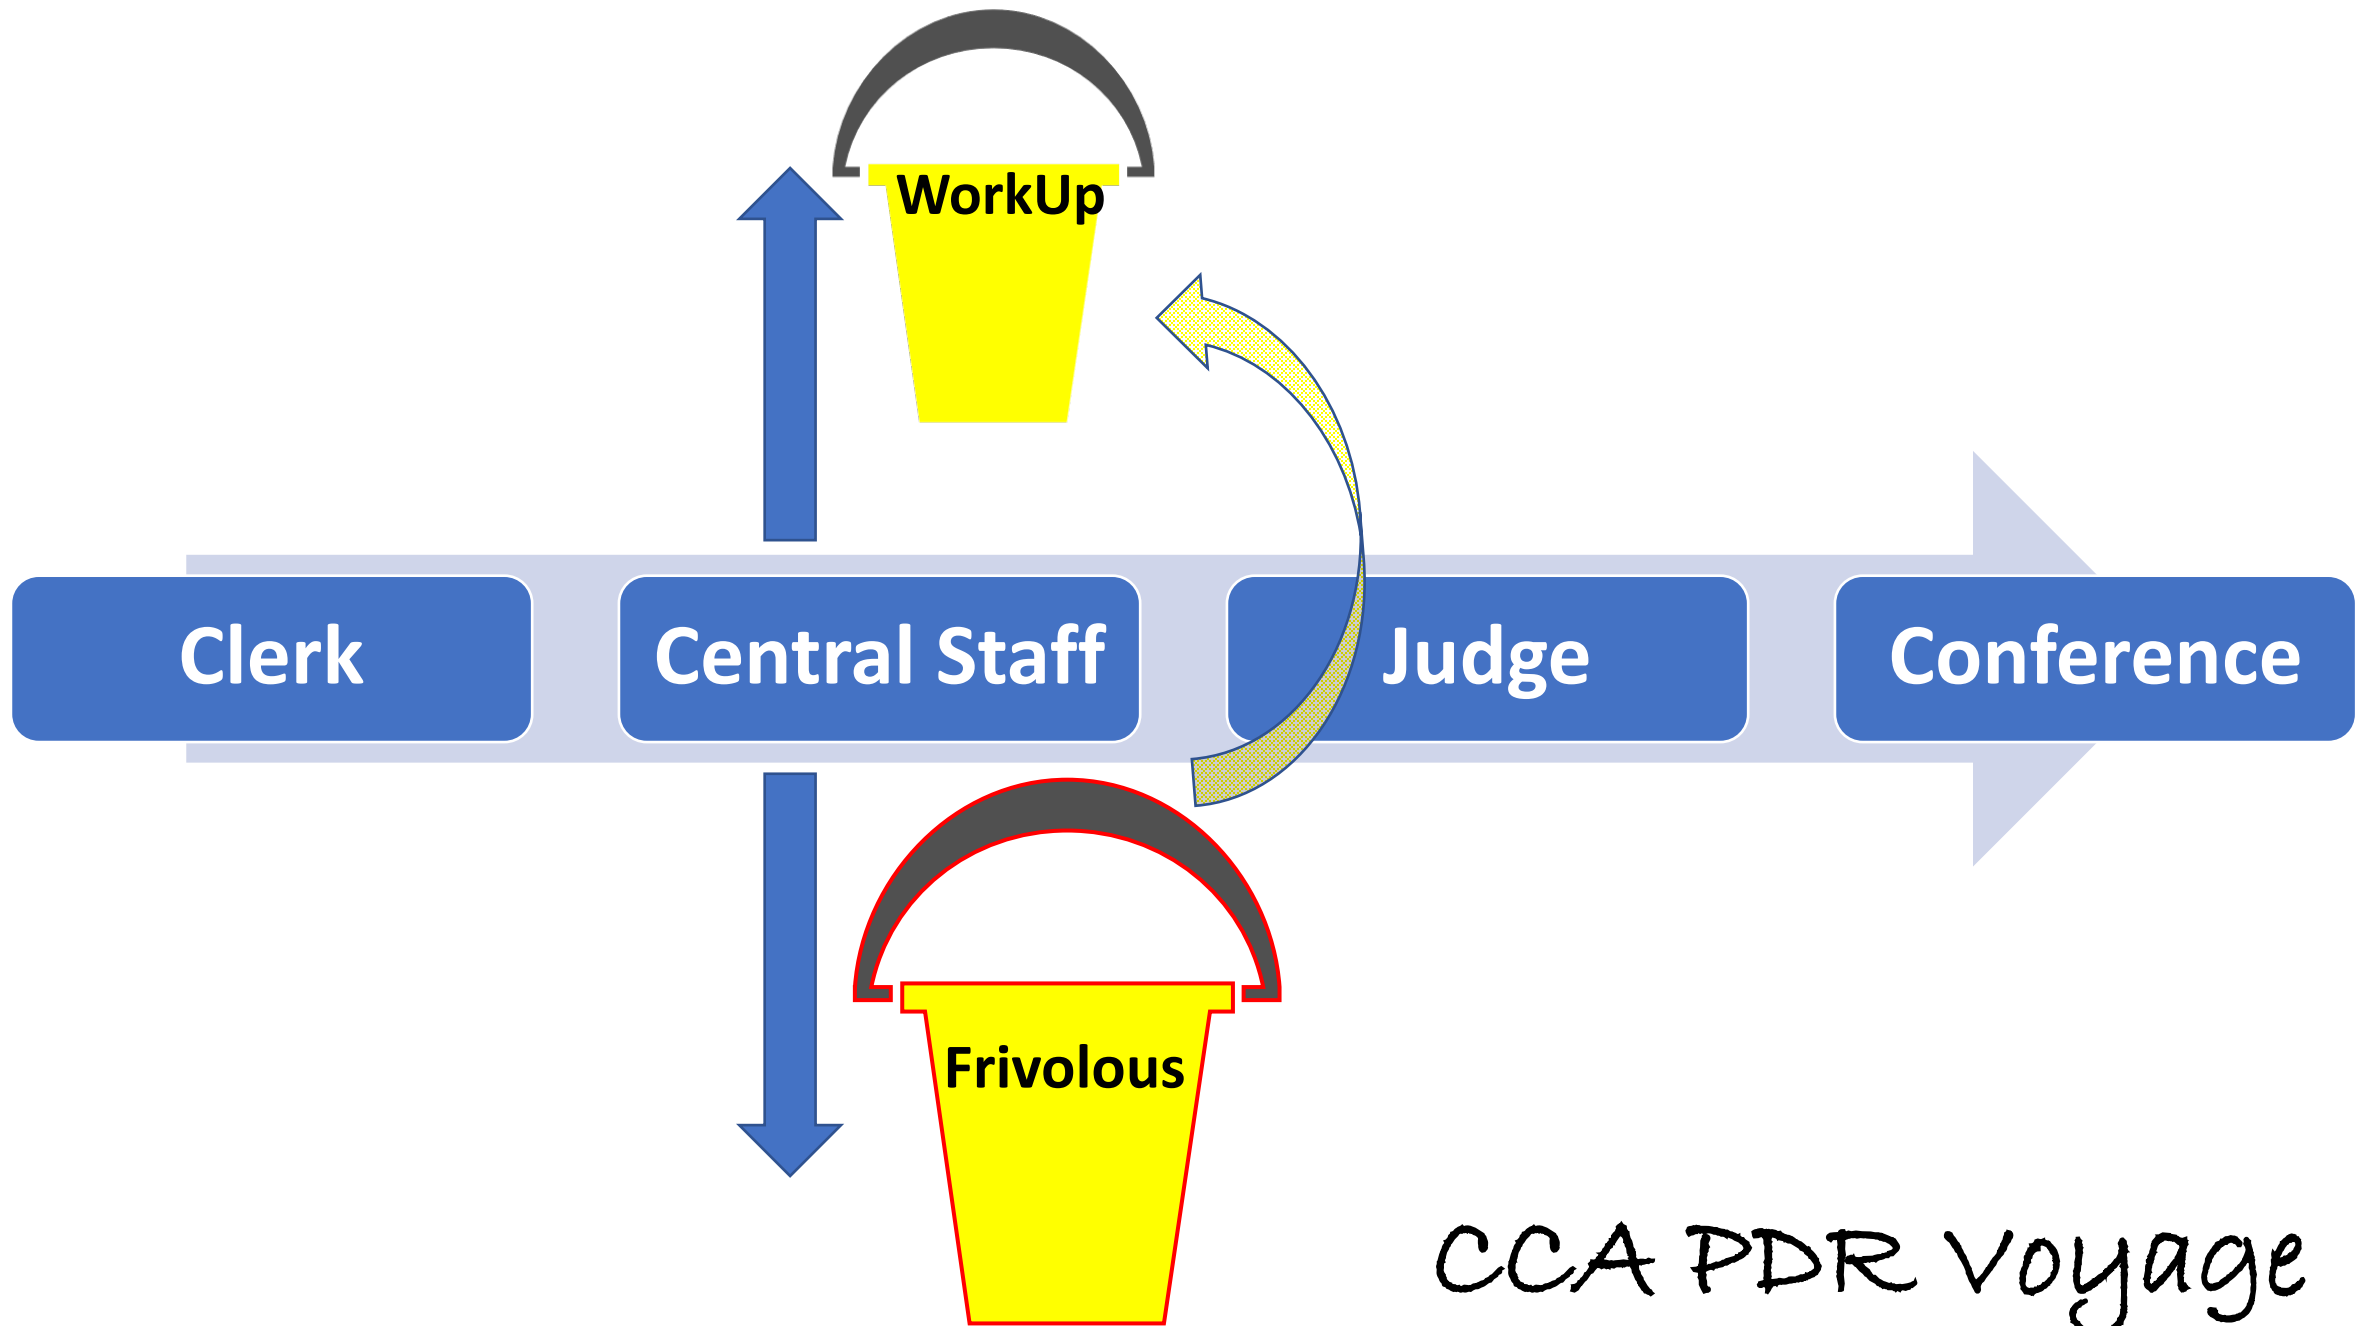 WorkUp
Clerk
Central Staff
Judge
Conference
Frivolous
CCA PDR Voyage